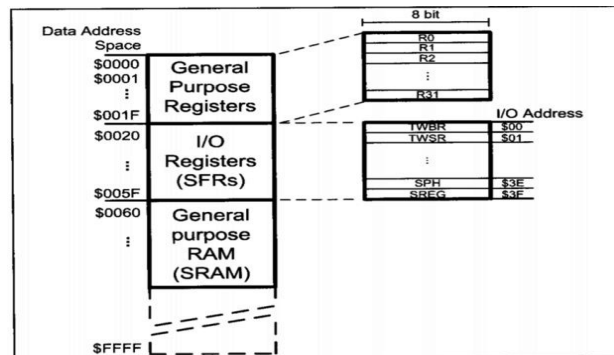 8 bit
Data Address
Space
$0000
$0001
⋮
$001F
$0020
⋮
$005F
$0060
⋮
$FFFF
General
Purpose
Registers
I/O
Registers
(SFRs)
General
purpose
RAM
(SRAM)
R0
R1
R2
⋮
R31
I/O Address
TWBR $00
TWSR $01
⋮
SPH $3E
SREG $3F